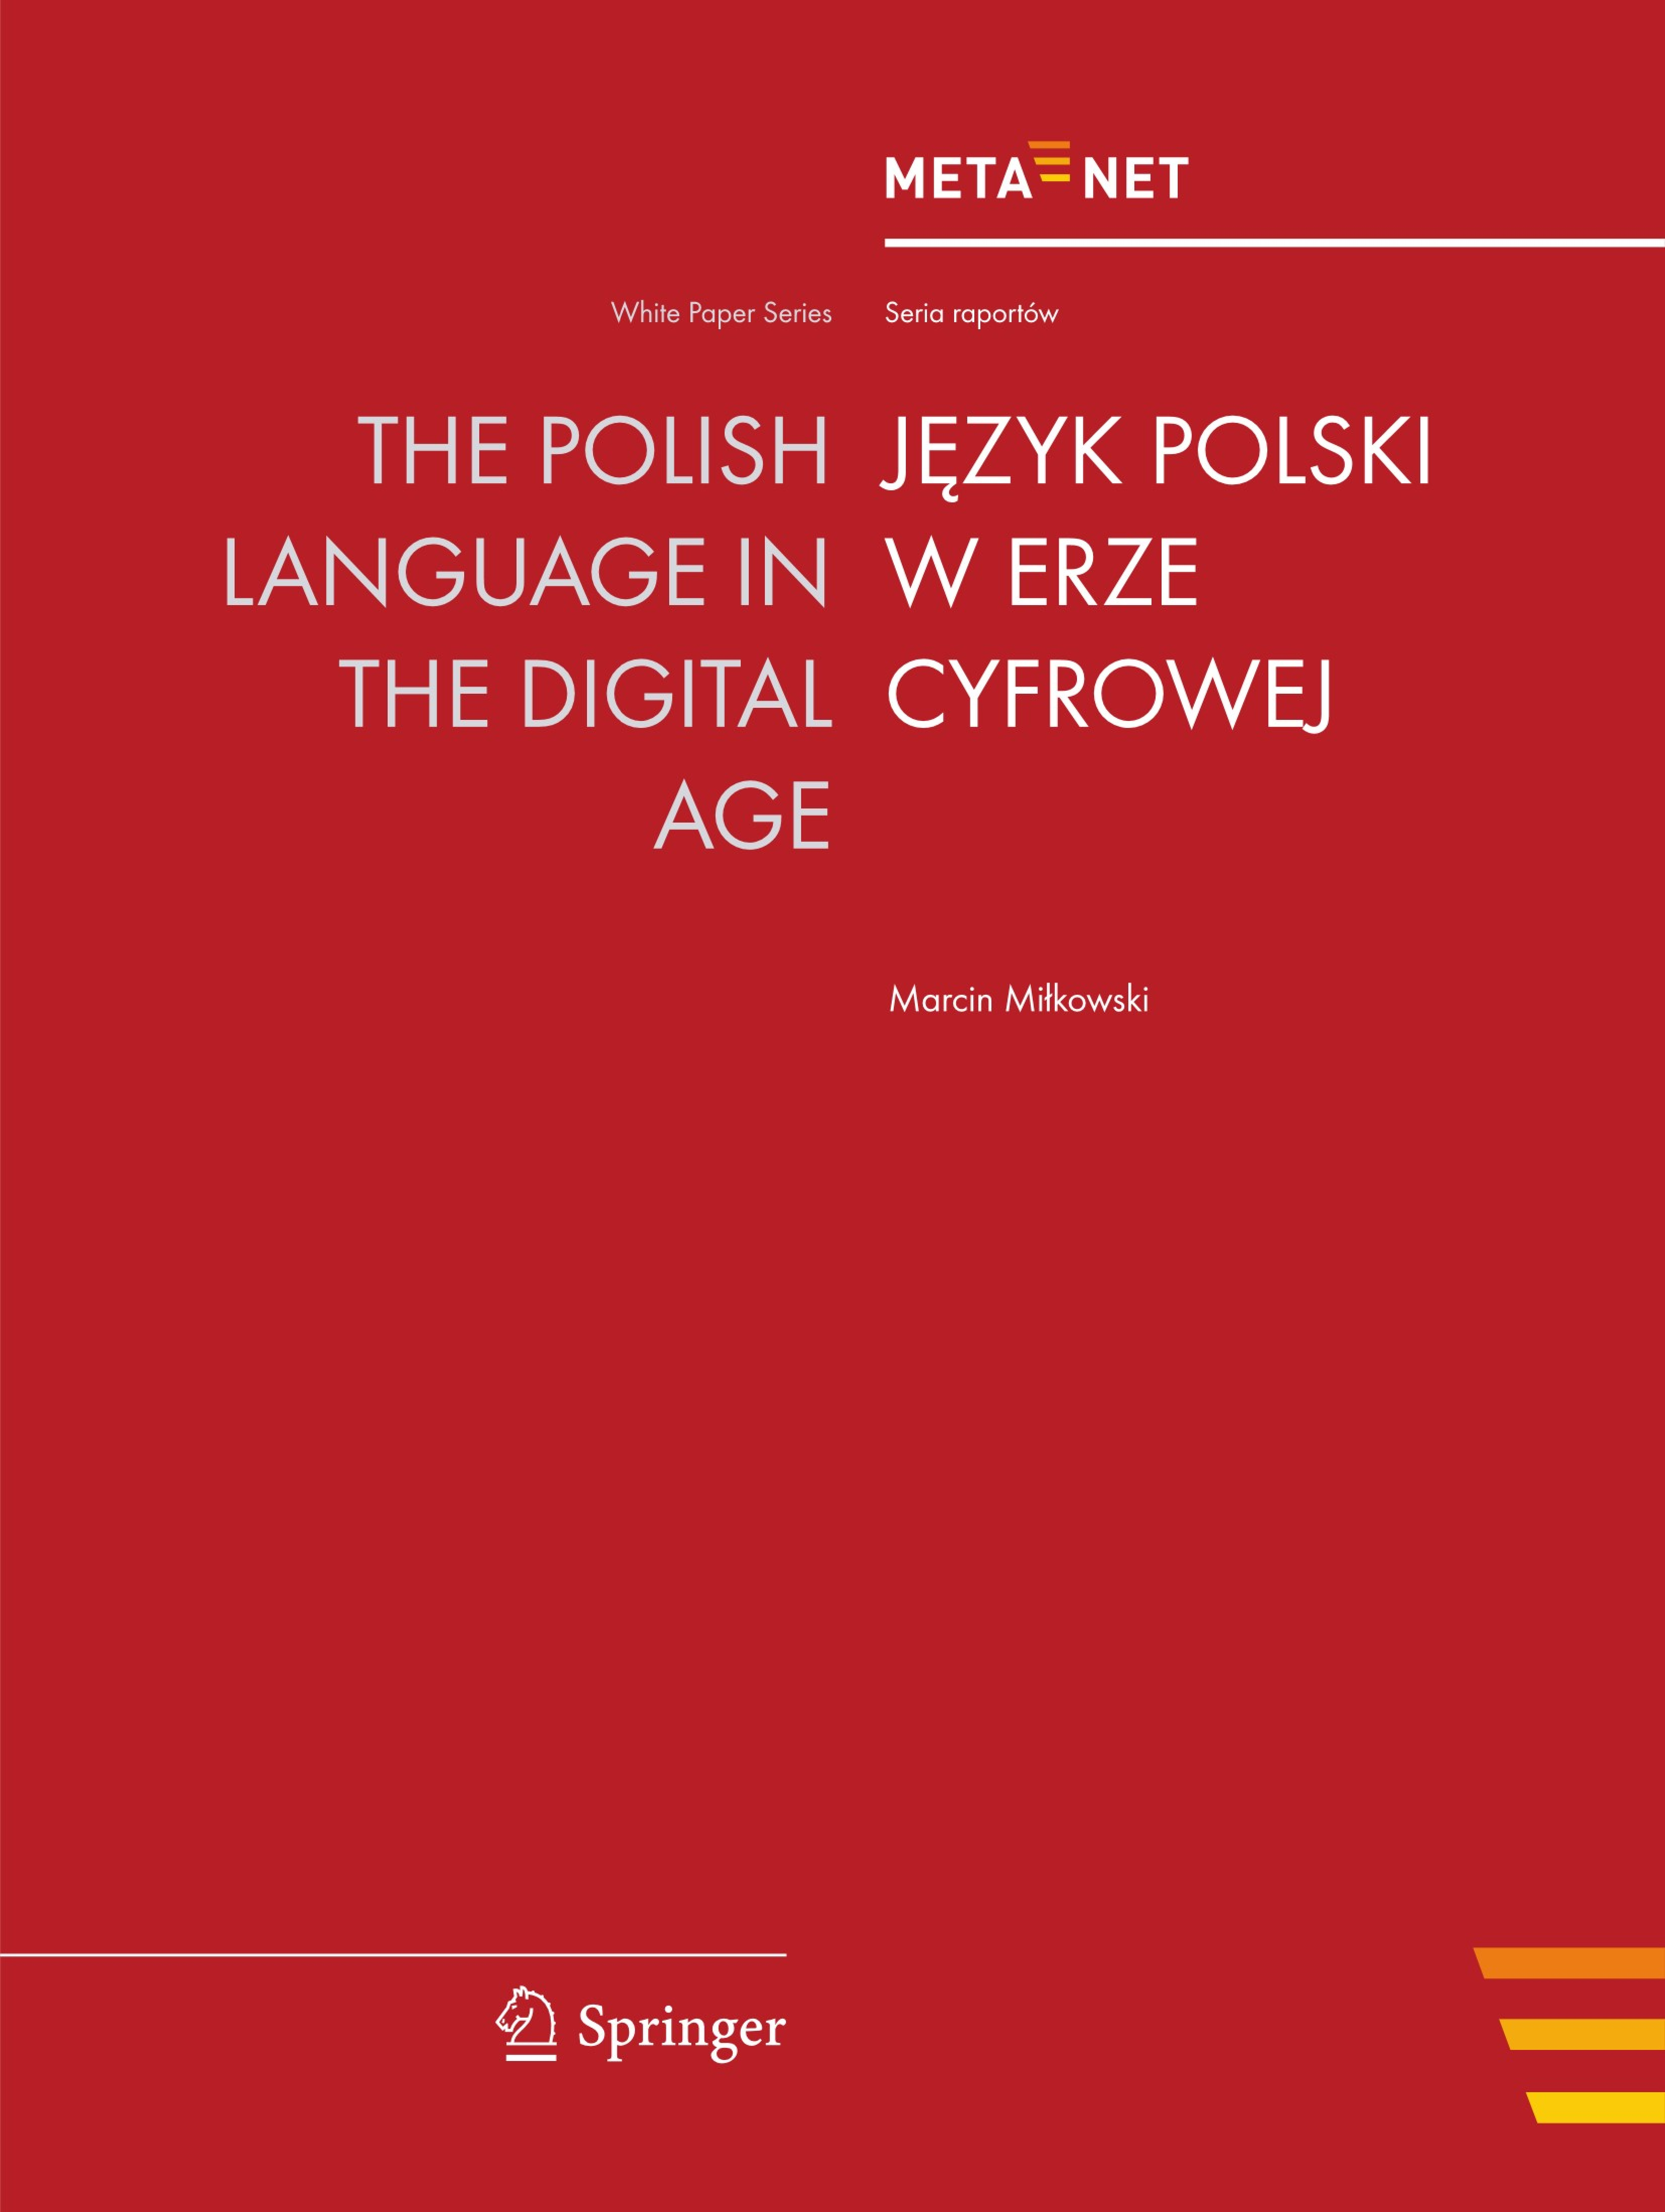 META NET
White Paper Series
Seria raportów
THE POLISH
LANGUAGE IN
THE DIGITAL
AGE
JĘZYK POLSKI
W ERZE
CYFROWEJ
Marcin Miłkowski
Springer